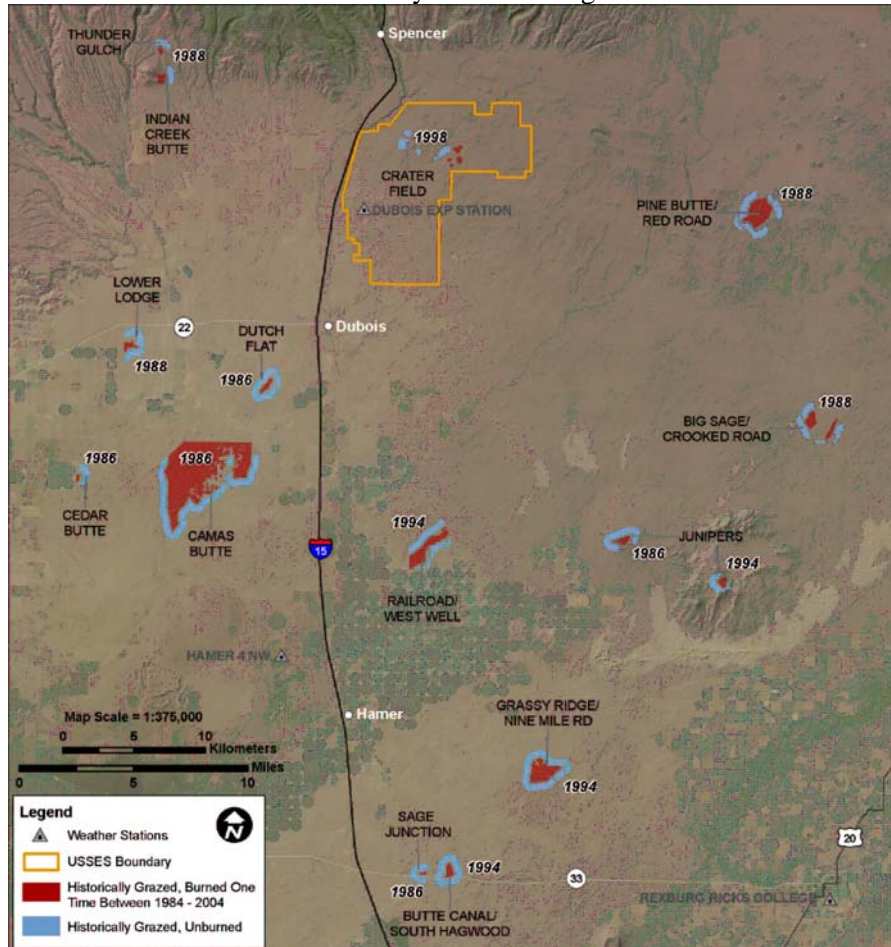 THUNDER
GULCH
1988
INDIAN
CREEK
BUTTE
Spencer
1998
CRATER
FIELD
DUBOIS EXP STATION
1988
PINE BUTTE/
RED ROAD
LOWER
LODGE
22
1988
DUTCH
FLAT
1986
Dubois
1988
BIG SAGE/
CROOKED ROAD
1986
CEDAR
BUTTE
1986
CAMAS
BUTTE
15
1994
RAILROAD/
WEST WELL
JUNIPERS
1986
1994
HAMER 4 NW
Hamer
GRASSY RIDGE/
NINE MILE RD
1994
SAGE
JUNCTION
1986
1994
BUTTE CANAL/
SOUTH HAGWOOD
33
20
REXBURG RICKS COLLEGE
Map Scale = 1:375,000
0 5 10
Kilometers
Miles
0 5 10
Legend
N
Weather Stations
USSES Boundary
Historically Grazed, Burned One
Time Between 1984 - 2004
Historically Grazed, Unburned